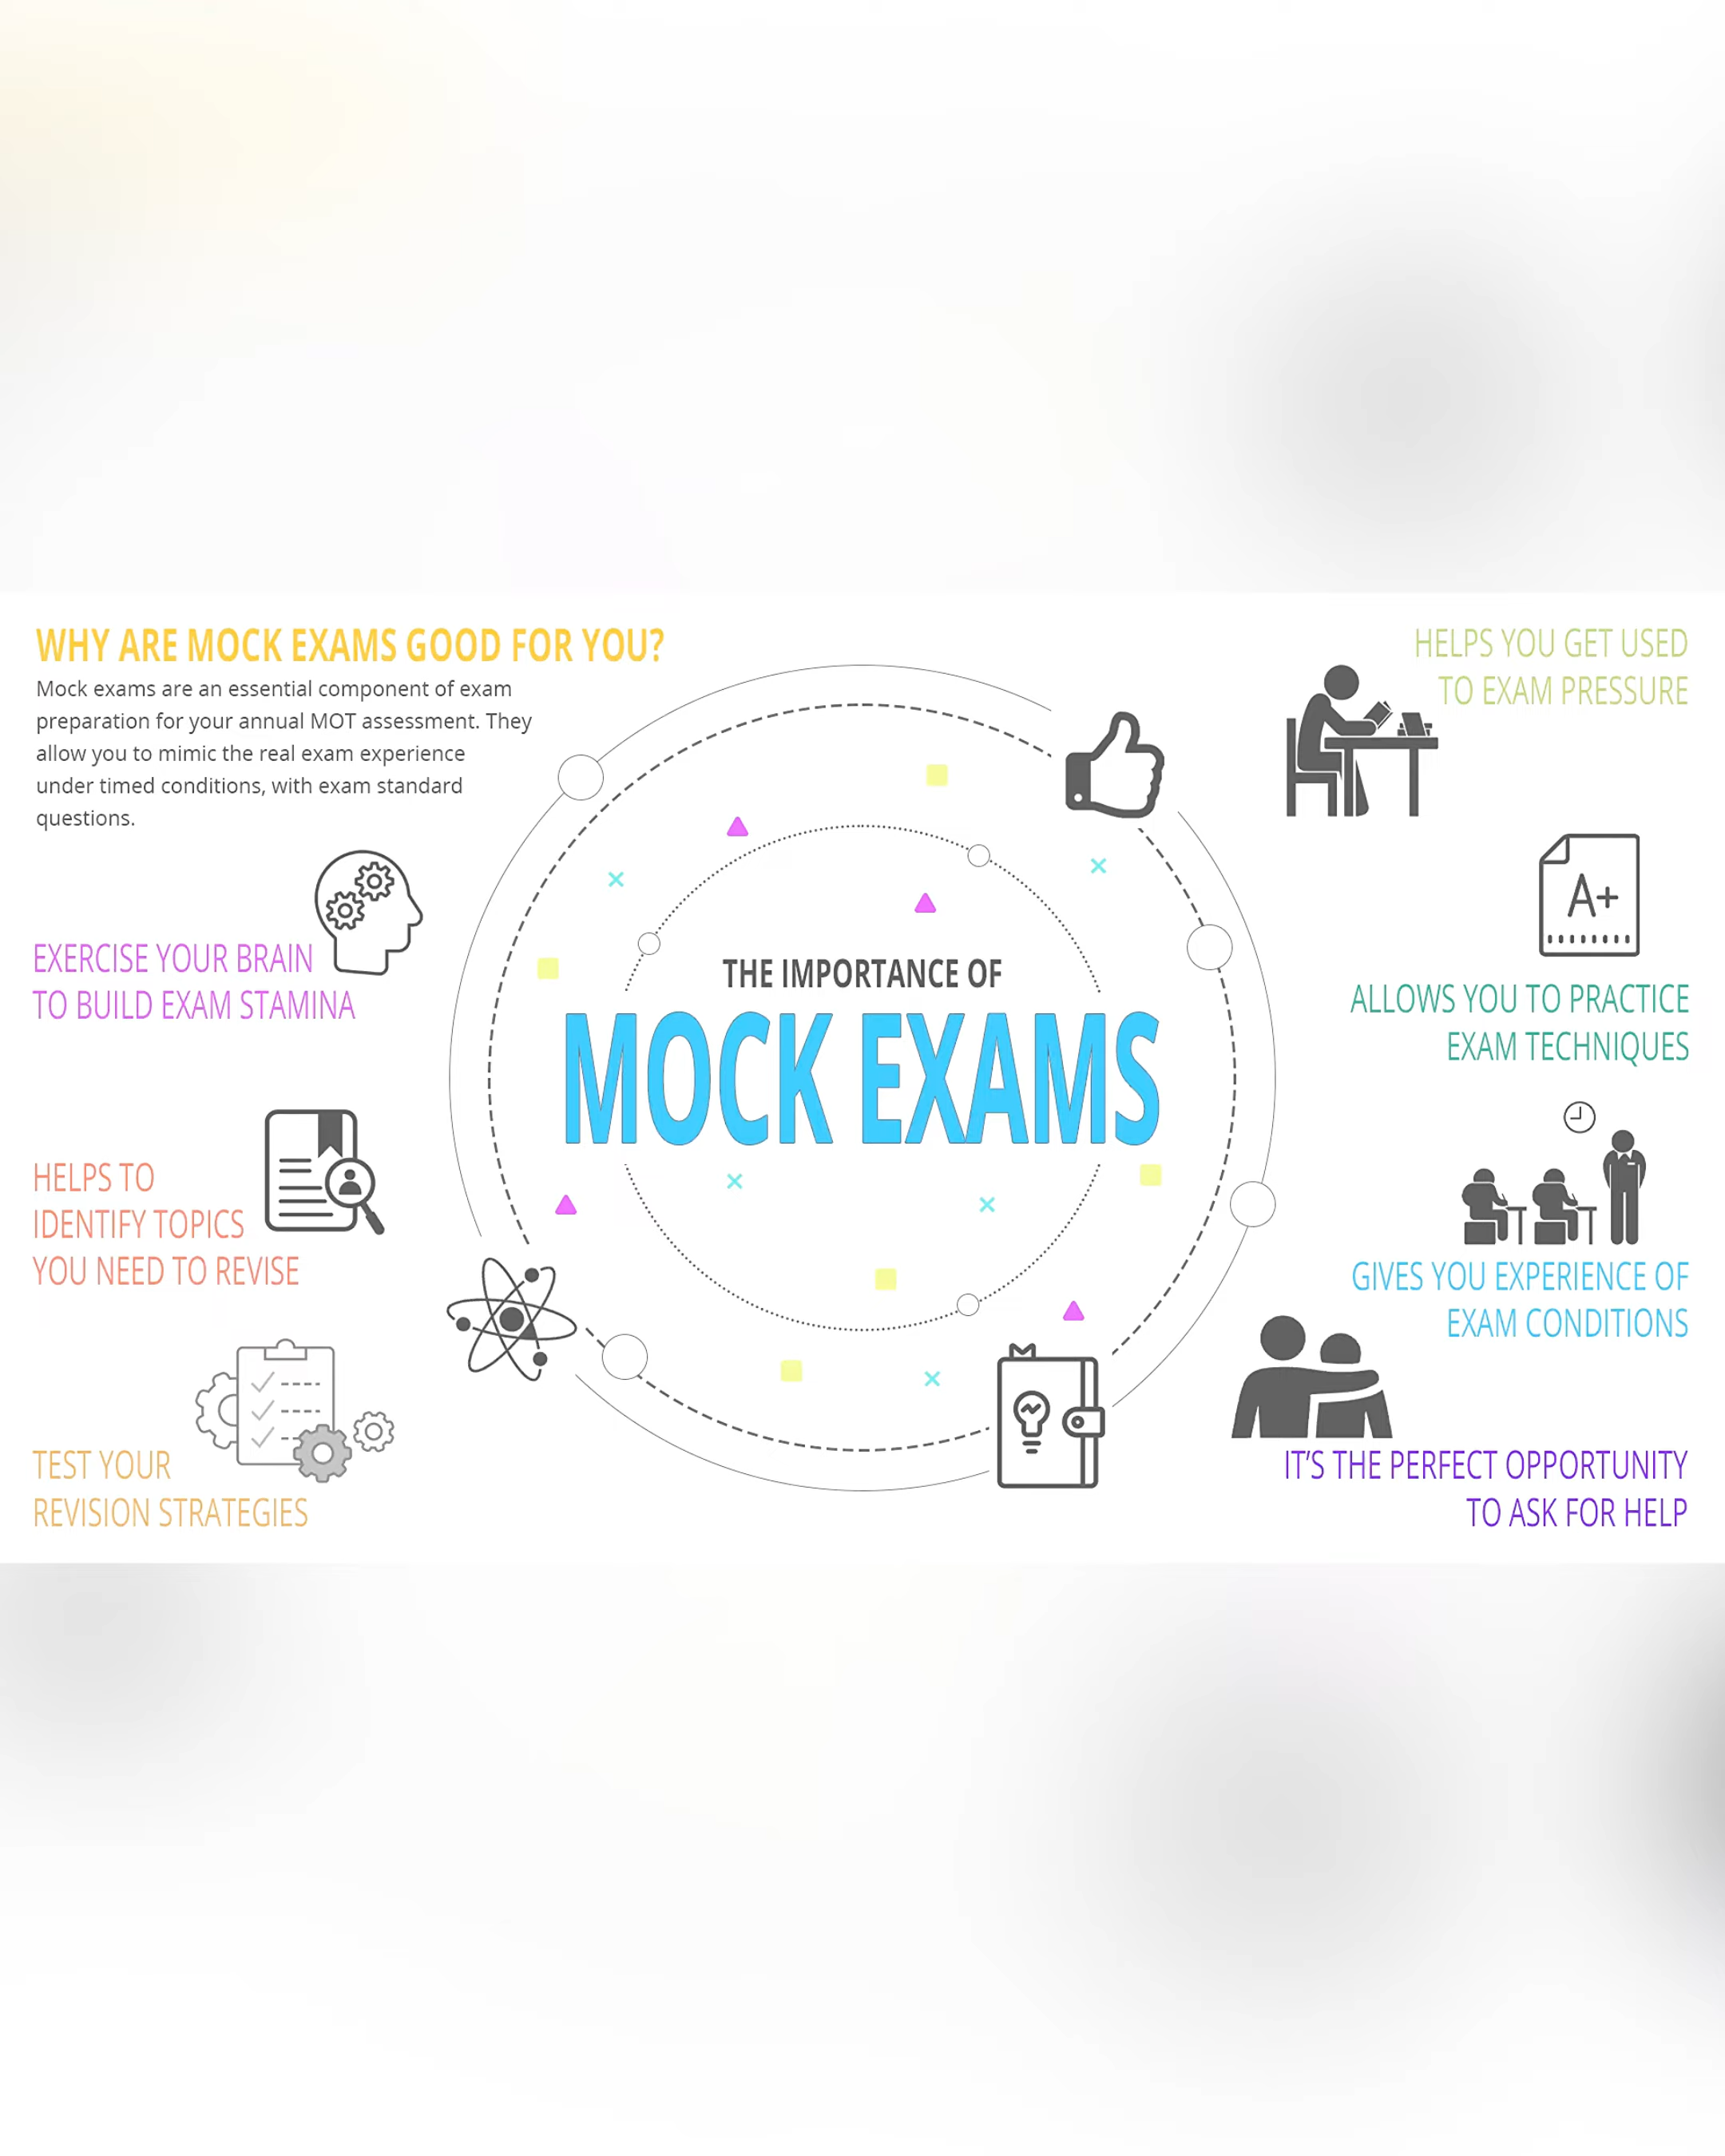 WHY ARE MOCK EXAMS GOOD FOR YOU?
Mock exams are an essential component of exam
preparation for your annual MOT assessment. They
allow you to mimic the real exam experience
under timed conditions, with exam standard
questions.
EXERCISE YOUR BRAIN
TO BUILD EXAM STAMINA
HELPS TO
IDENTIFY TOPICS
YOU NEED TO REVISE
TEST YOUR
REVISION STRATEGIES
THE IMPORTANCE OF
MOCK EXAMS
HELPS YOU GET USED
TO EXAM PRESSURE
A+
ALLOWS YOU TO PRACTICE
EXAM TECHNIQUES
GIVES YOU EXPERIENCE OF
EXAM CONDITIONS
IT'S THE PERFECT OPPORTUNITY
TO ASK FOR HELP